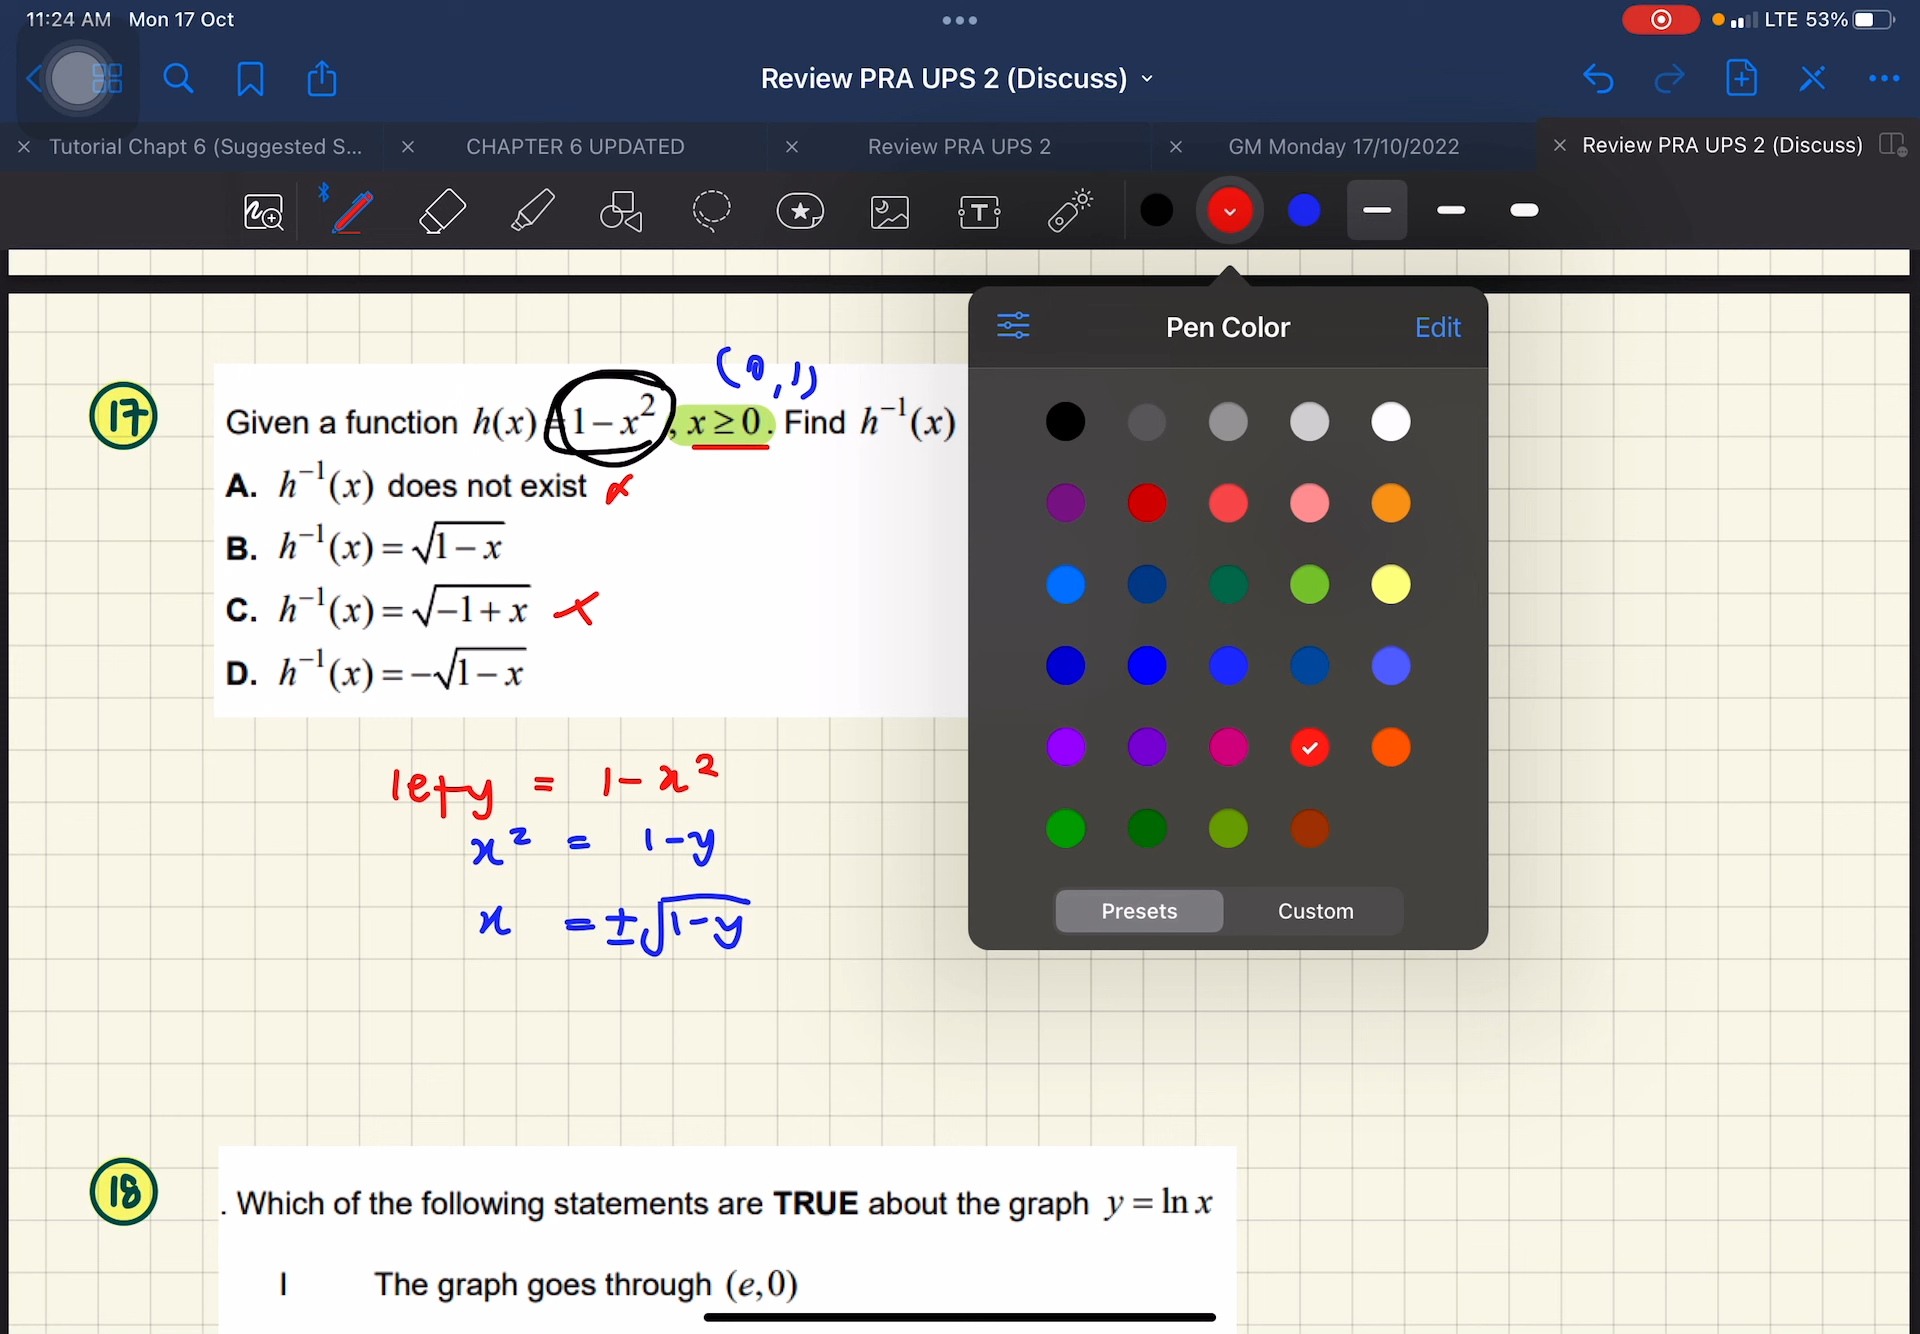 11:24 AM Mon 17 Oct
LTE 53%
Review PRA UPS 2 (Discuss)
Tutorial Chapt 6 (Suggested S...
CHAPTER 6 UPDATED
Review PRA UPS 2
GM Monday 17/10/2022
Review PRA UPS 2 (Discuss)
Pen Color
Edit
(0,1)
17
Given a function h(x)=1−x², x≥0. Find h⁻¹(x)
A. h⁻¹(x) does not exist
B. h⁻¹(x)=√(1−x)
C. h⁻¹(x)=√(−1+x)
D. h⁻¹(x)=−√(1−x)
let y = 1-x²
x² = 1-y
x = ±√(1-y)
Presets
Custom
18
. Which of the following statements are TRUE about the graph y=ln x
I The graph goes through (e,0)